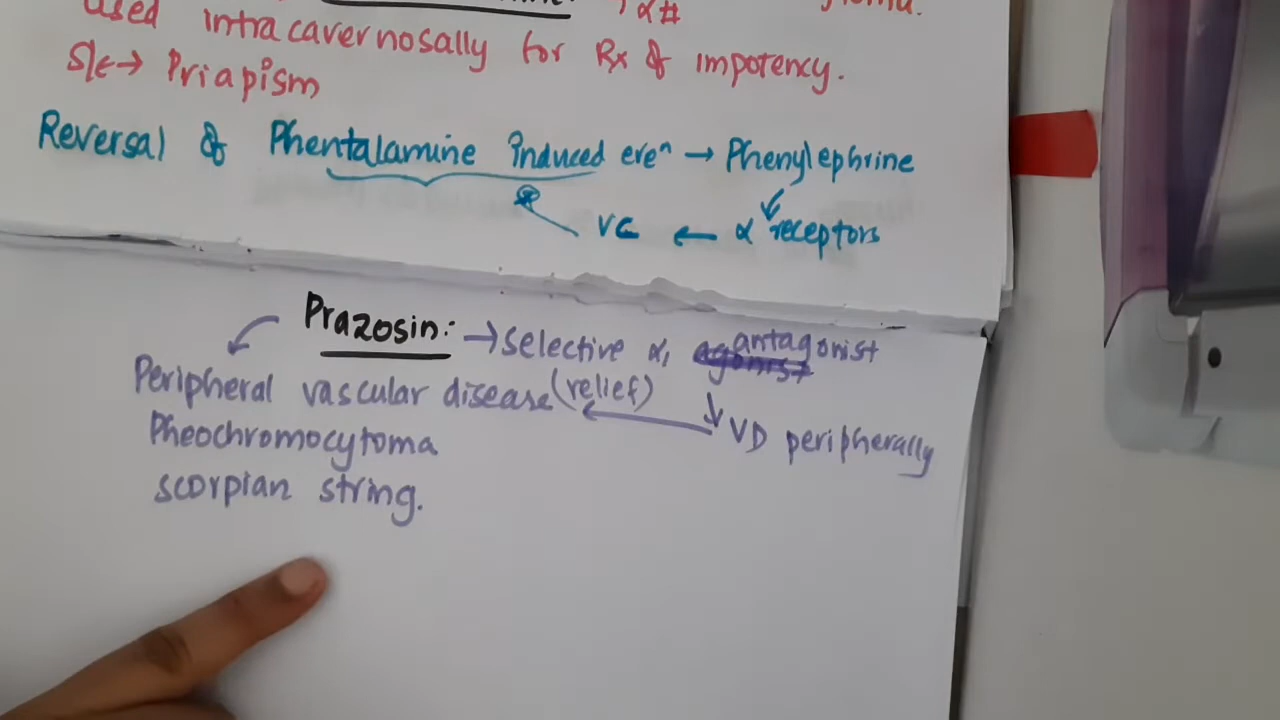 α #
used intracavernosally for Rx of impotency.
S/E → Priapism
Reversal of Phentalamine induced ereⁿ → Phenylephrine
VC ← α receptors
Prazosin: → selective α₁ antagonist
Peripheral vascular disease (relief)
VD peripherally
Pheochromocytoma
scorpian string.